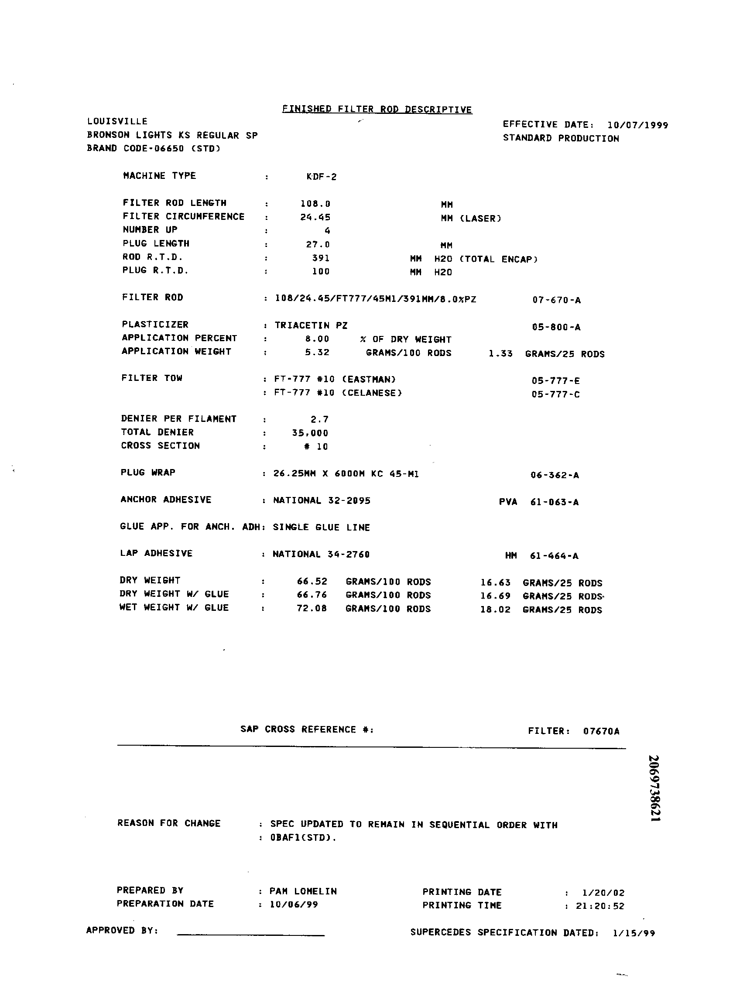 FINISHED FILTER ROD DESCRIPTIVE
LOUISVILLE EFFECTIVE DATE: 10/07/1999
BRONSON LIGHTS KS REGULAR SP STANDARD PRODUCTION
BRAND CODE-06650 (STD)
MACHINE TYPE : KDF-2
FILTER ROD LENGTH : 108.0 MM
FILTER CIRCUMFERENCE : 24.45 MM (LASER)
NUMBER UP : 4
PLUG LENGTH : 27.0 MM
ROD R.T.D. : 391 MM H2O (TOTAL ENCAP)
PLUG R.T.D. : 100 MM H2O
FILTER ROD : 108/24.45/FT777/45M1/391MM/8.0%PZ 07-670-A
PLASTICIZER : TRIACETIN PZ 05-800-A
APPLICATION PERCENT : 8.00 % OF DRY WEIGHT
APPLICATION WEIGHT : 5.32 GRAMS/100 RODS 1.33 GRAMS/25 RODS
FILTER TOW : FT-777 #10 (EASTMAN) 05-777-E
: FT-777 #10 (CELANESE) 05-777-C
DENIER PER FILAMENT : 2.7
TOTAL DENIER : 35,000
CROSS SECTION : # 10
PLUG WRAP : 26.25MM X 6000M KC 45-M1 06-362-A
ANCHOR ADHESIVE : NATIONAL 32-2095 PVA 61-063-A
GLUE APP. FOR ANCH. ADH: SINGLE GLUE LINE
LAP ADHESIVE : NATIONAL 34-2760 HM 61-464-A
DRY WEIGHT : 66.52 GRAMS/100 RODS 16.63 GRAMS/25 RODS
DRY WEIGHT W/ GLUE : 66.76 GRAMS/100 RODS 16.69 GRAMS/25 RODS
WET WEIGHT W/ GLUE : 72.08 GRAMS/100 RODS 18.02 GRAMS/25 RODS
SAP CROSS REFERENCE #: FILTER: 07670A
2069738621
REASON FOR CHANGE : SPEC UPDATED TO REMAIN IN SEQUENTIAL ORDER WITH
: 0BAF1(STD).
PREPARED BY : PAM LOMELIN PRINTING DATE : 1/20/02
PREPARATION DATE : 10/06/99 PRINTING TIME : 21:20:52
APPROVED BY: SUPERCEDES SPECIFICATION DATED: 1/15/99